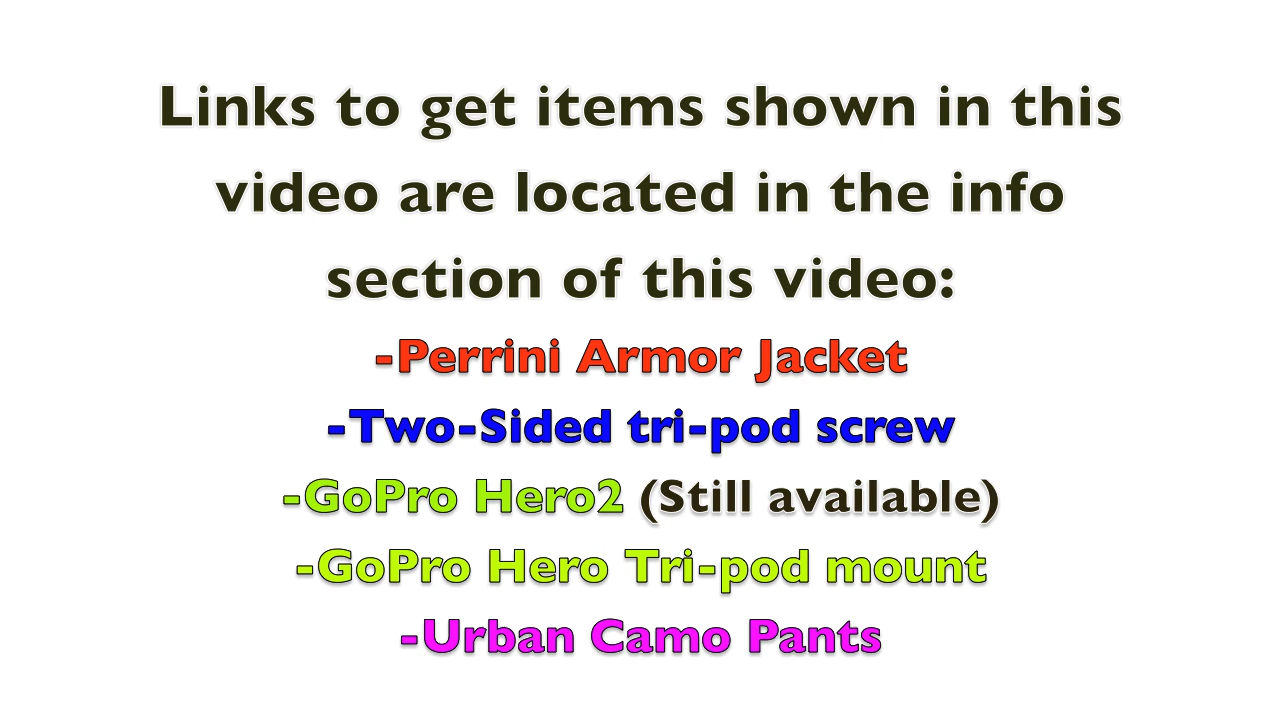 Links to get items shown in this
video are located in the info
section of this video:
-Perrini Armor Jacket
-Two-Sided tri-pod screw
-GoPro Hero2 (Still available)
-GoPro Hero Tri-pod mount
-Urban Camo Pants